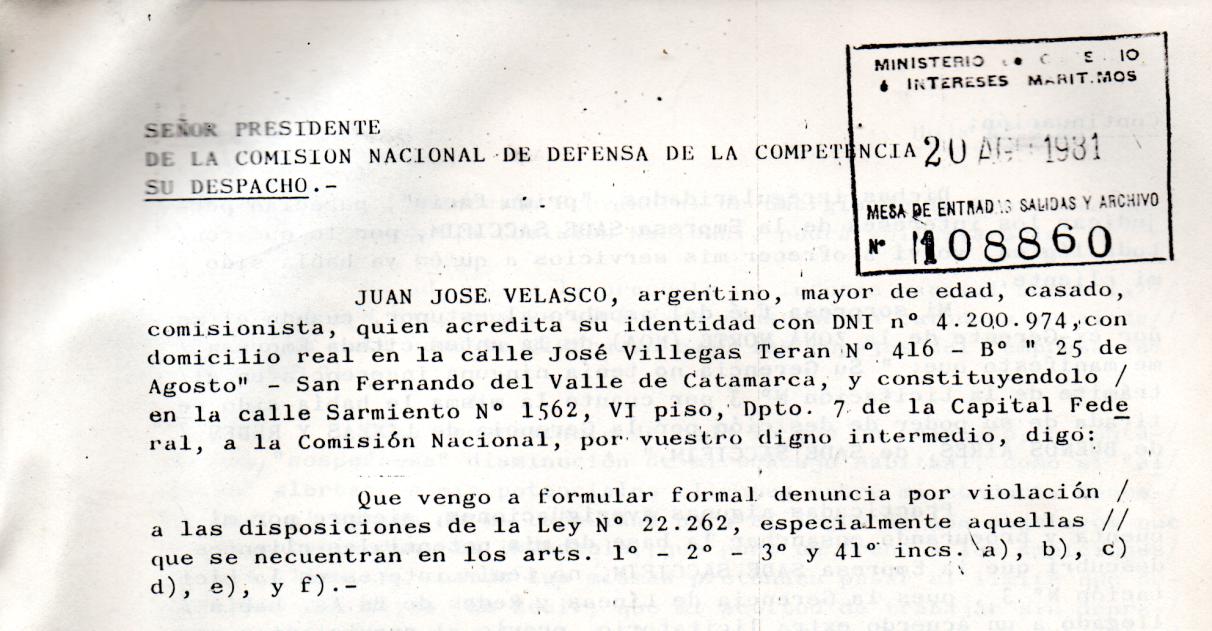 MINISTERIO
INTERESES MARITIMOS
SEÑOR PRESIDENTE
DE LA COMISION NACIONAL DE DEFENSA DE LA COMPETENCIA
20 1981
SU DESPACHO.-
MESA DE ENTRADAS SALIDAS Y ARCHIVO
Nº 108860
JUAN JOSE VELASCO, argentino, mayor de edad, casado,
comisionista, quien acredita su identidad con DNI nº 4.200.974, con
domicilio real en la calle José Villegas Teran Nº 416 - Bº " 25 de
Agosto" - San Fernando del Valle de Catamarca, y constituyendolo /
en la calle Sarmiento Nº 1562, VI piso, Dpto. 7 de la Capital Fede
ral, a la Comisión Nacional, por vuestro digno intermedio, digo:
Que vengo a formular formal denuncia por violación /
a las disposiciones de la Ley Nº 22.262, especialmente aquellas //
que se encuentran en los arts. 1º - 2º - 3º y 41º incs. a), b), c)
d), e), y f).